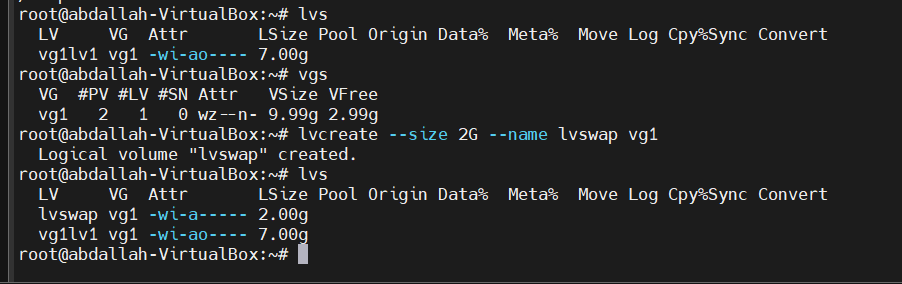 root@abdallah-VirtualBox:~# lvs
  LV     VG  Attr       LSize Pool Origin Data%  Meta%  Move Log Cpy%Sync Convert
  vg1lv1 vg1 -wi-ao---- 7.00g
root@abdallah-VirtualBox:~# vgs
  VG  #PV #LV #SN Attr   VSize VFree
  vg1   2   1   0 wz--n- 9.99g 2.99g
root@abdallah-VirtualBox:~# lvcreate --size 2G --name lvswap vg1
  Logical volume "lvswap" created.
root@abdallah-VirtualBox:~# lvs
  LV     VG  Attr       LSize Pool Origin Data%  Meta%  Move Log Cpy%Sync Convert
  lvswap vg1 -wi-a----- 2.00g
  vg1lv1 vg1 -wi-ao---- 7.00g
root@abdallah-VirtualBox:~#